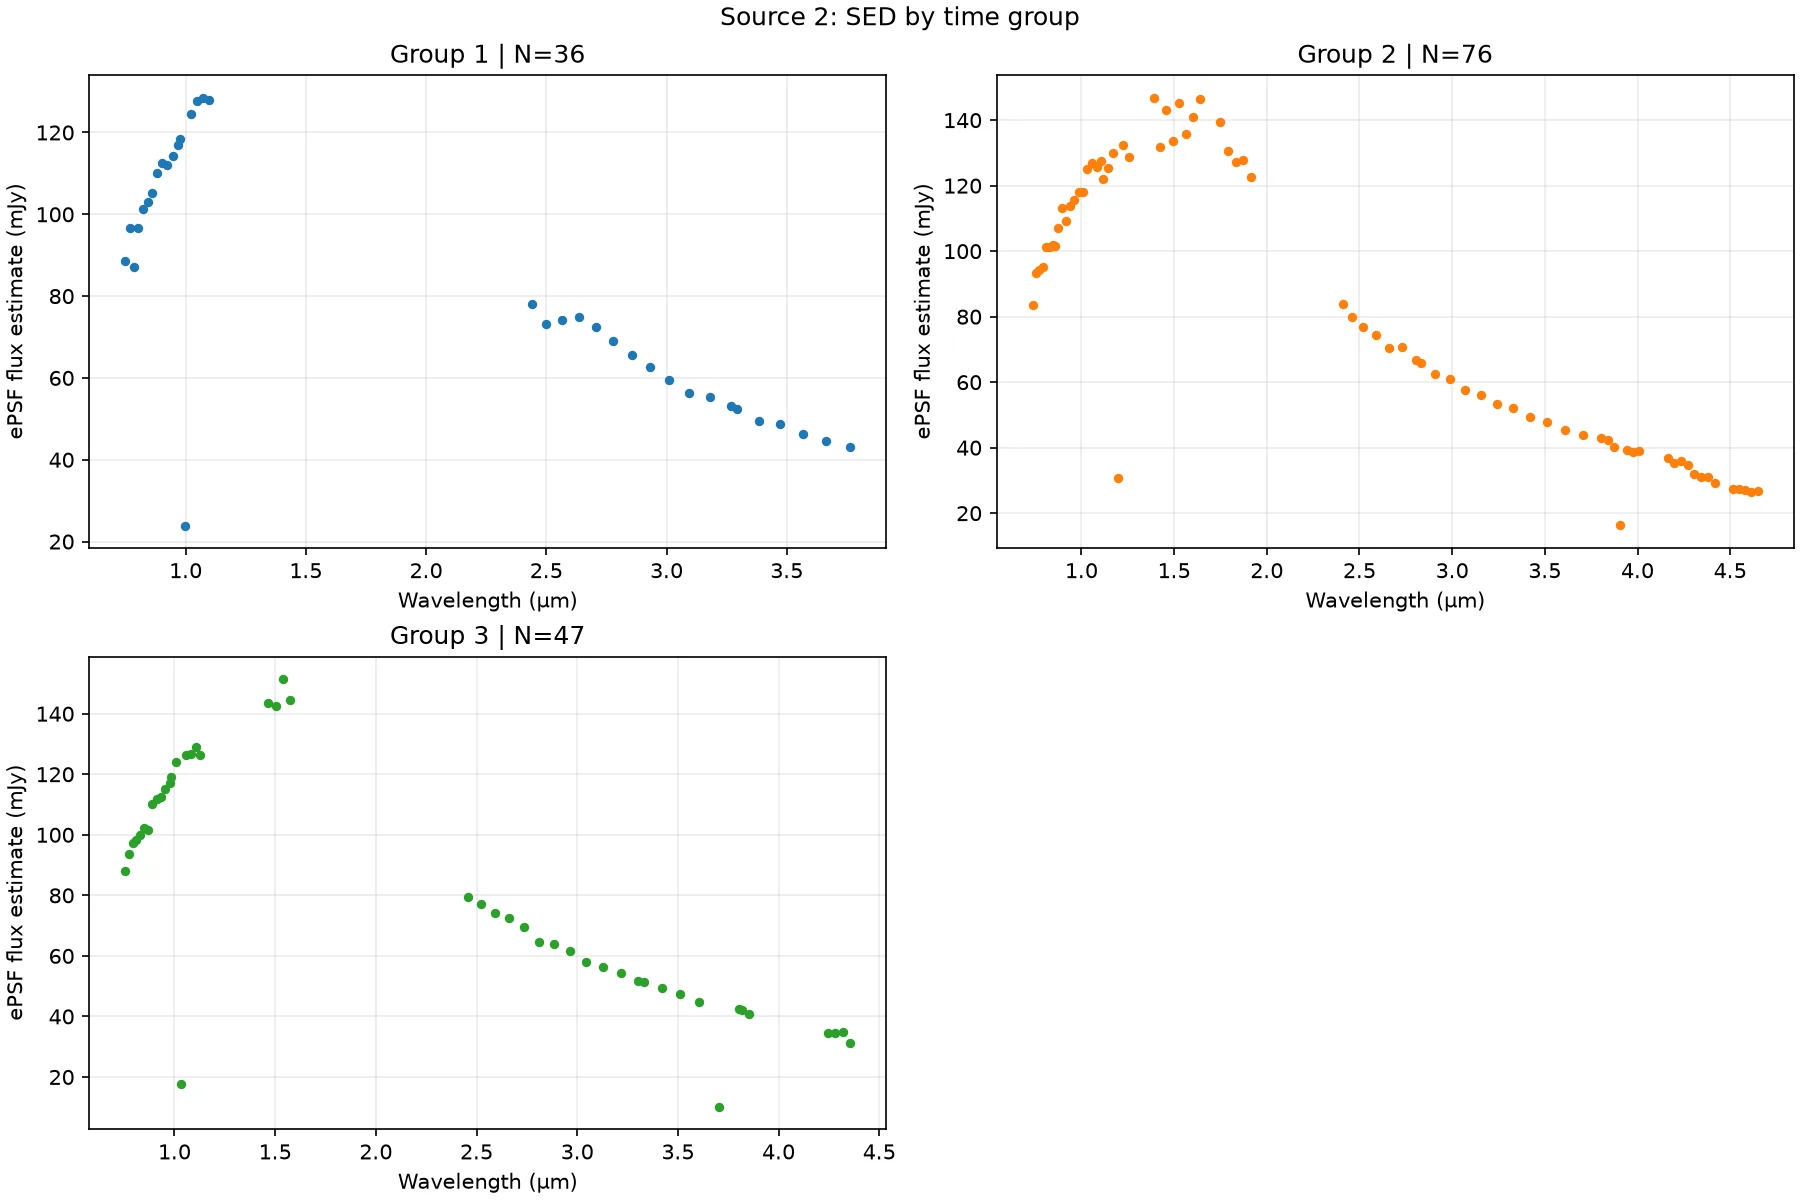 Source 2: SED by time group
Group 1 | N=36
ePSF flux estimate (mJy)
120
100
80
60
40
20
1.0 1.5 2.0 2.5 3.0 3.5
Wavelength (μm)
Group 2 | N=76
ePSF flux estimate (mJy)
140
120
100
80
60
40
20
1.0 1.5 2.0 2.5 3.0 3.5 4.0 4.5
Wavelength (μm)
Group 3 | N=47
ePSF flux estimate (mJy)
140
120
100
80
60
40
20
1.0 1.5 2.0 2.5 3.0 3.5 4.0 4.5
Wavelength (μm)